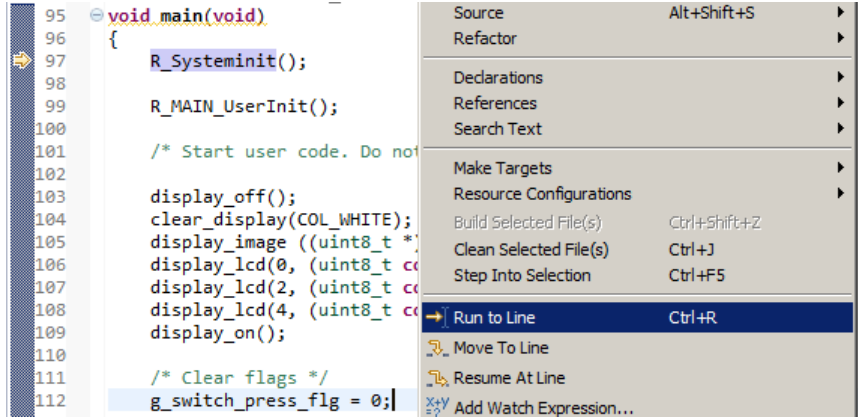 95 void main(void)
96 {
97 R_Systeminit();
98
99 R_MAIN_UserInit();
100
101 /* Start user code. Do not
102
103 display_off();
104 clear_display(COL_WHITE);
105 display_image ((uint8_t *)
106 display_lcd(0, (uint8_t co
107 display_lcd(2, (uint8_t co
108 display_lcd(4, (uint8_t co
109 display_on();
110
111 /* Clear flags */
112 g_switch_press_flg = 0;
Source Alt+Shift+S
Refactor
Declarations
References
Search Text
Make Targets
Resource Configurations
Build Selected File(s) Ctrl+Shift+Z
Clean Selected File(s) Ctrl+J
Step Into Selection Ctrl+F5
Run to Line Ctrl+R
Move To Line
Resume At Line
Add Watch Expression...